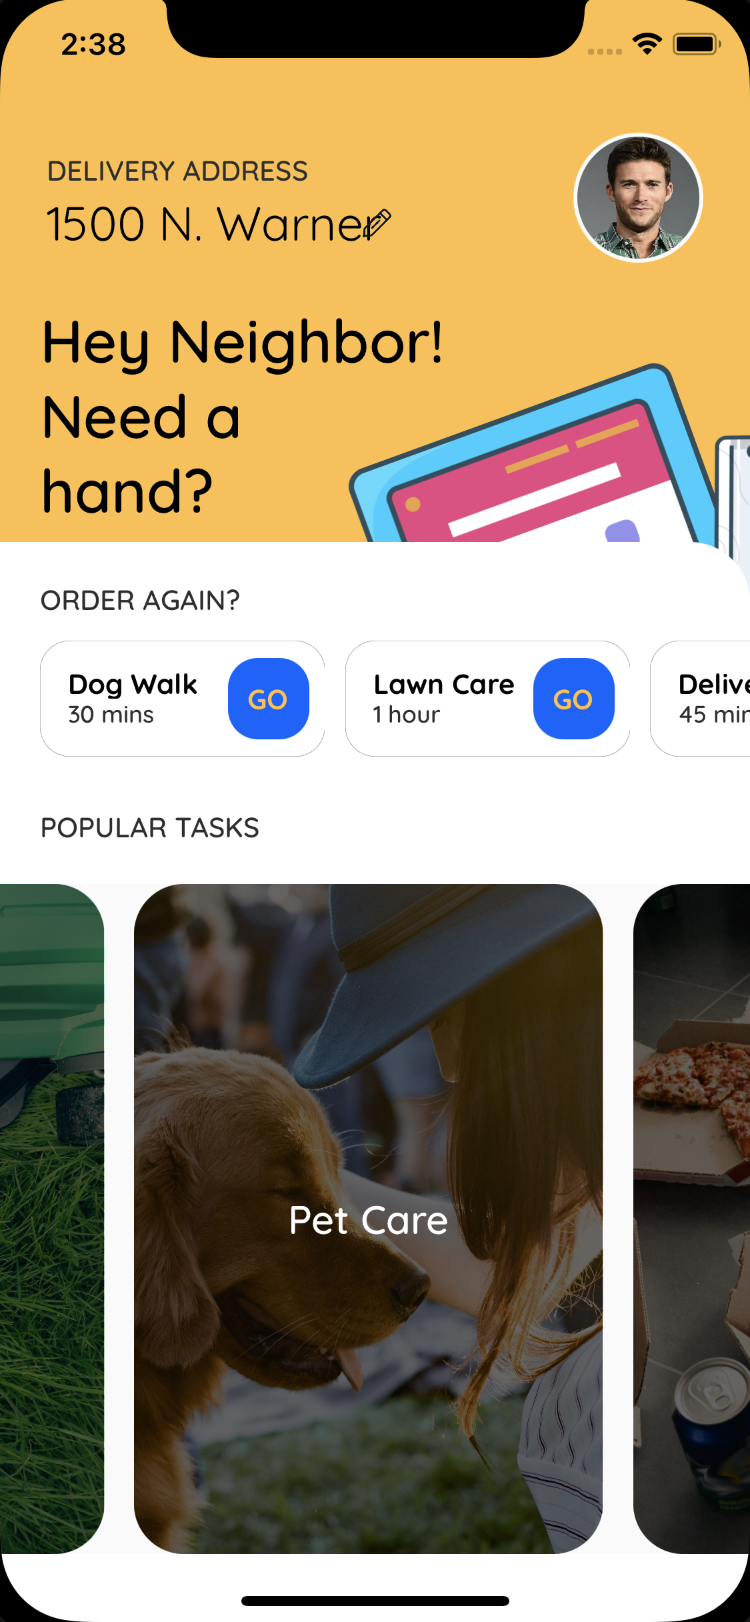 2:38
DELIVERY ADDRESS
1500 N. Warner
Hey Neighbor!
Need a
hand?
ORDER AGAIN?
Dog Walk
30 mins
GO
Lawn Care
1 hour
GO
Delive
45 min
POPULAR TASKS
Pet Care